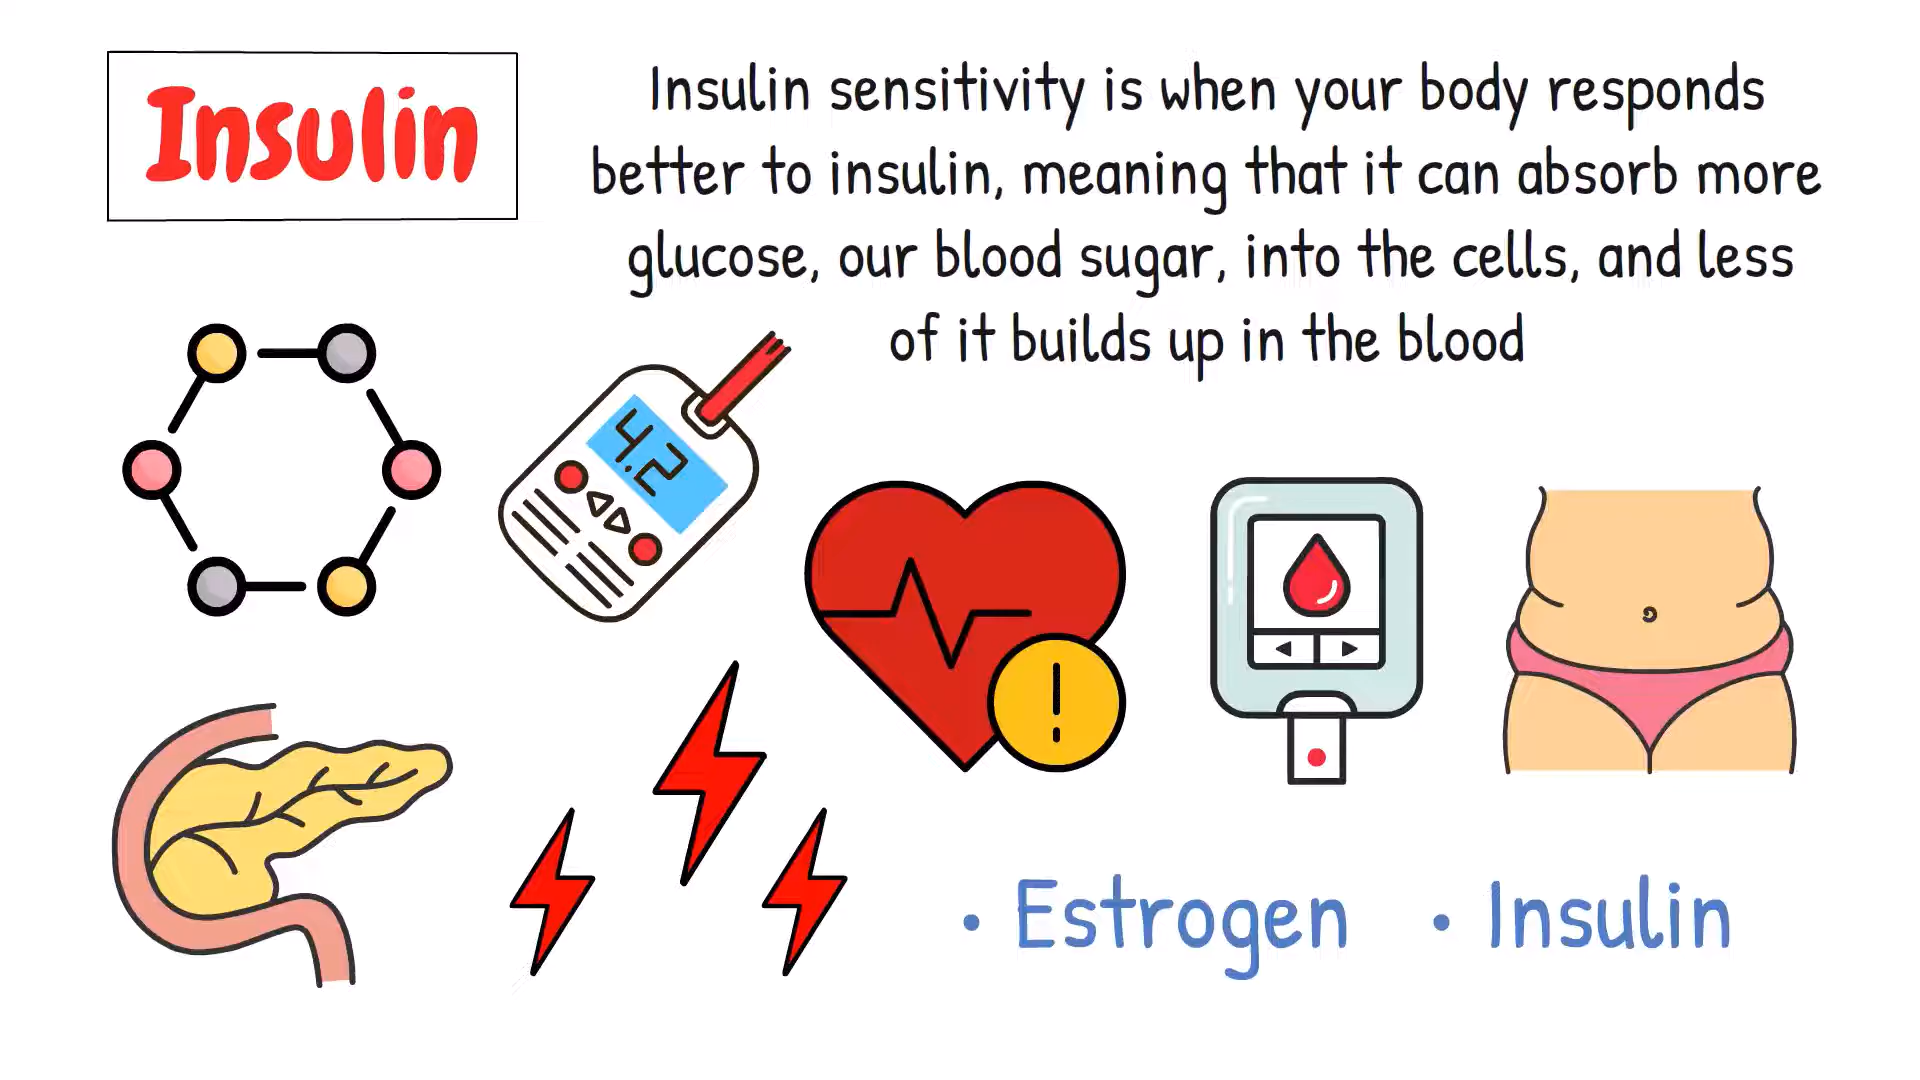 Insulin
Insulin sensitivity is when your body responds
better to insulin, meaning that it can absorb more
glucose, our blood sugar, into the cells, and less
of it builds up in the blood
4.2
• Estrogen
• Insulin